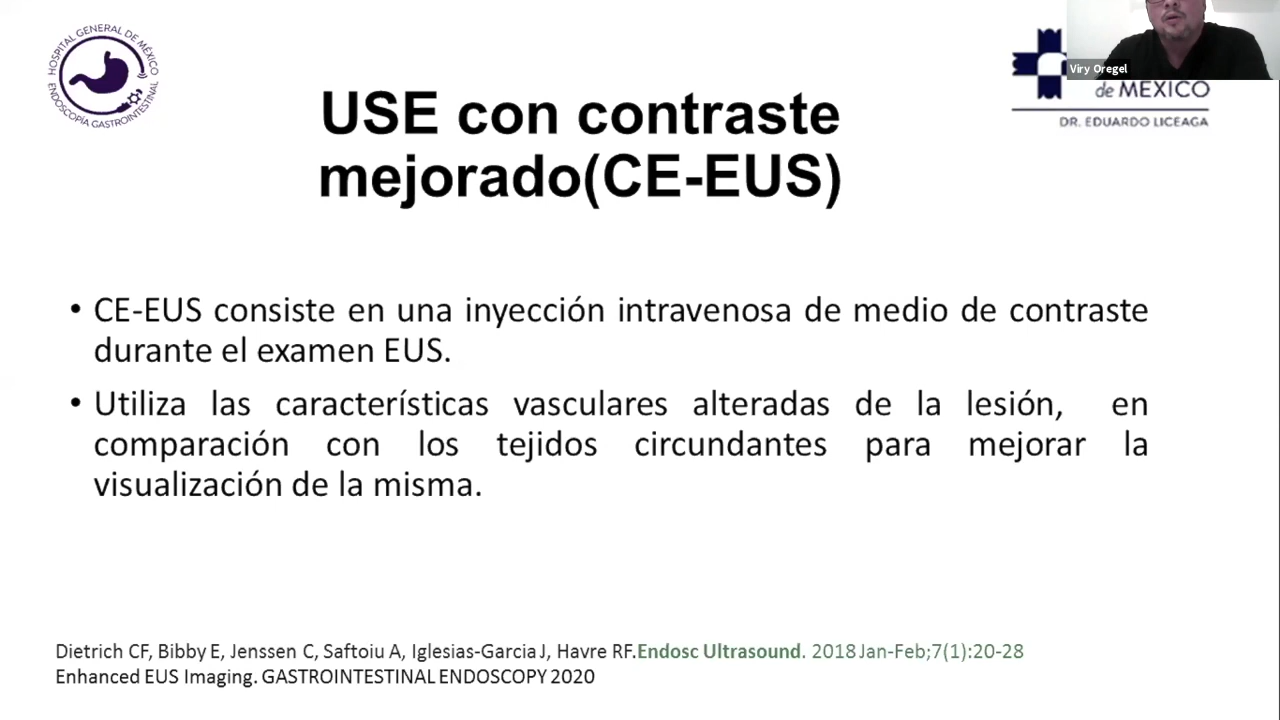 HOSPITAL GENERAL DE MÉXICO
ENDOSCOPÍA GASTROINTESTINAL
Viry Oregel
de MEXICO
DR. EDUARDO LICEAGA
USE con contraste
mejorado(CE-EUS)
• CE-EUS consiste en una inyección intravenosa de medio de contraste
durante el examen EUS.
• Utiliza las características vasculares alteradas de la lesión, en
comparación con los tejidos circundantes para mejorar la
visualización de la misma.
Dietrich CF, Bibby E, Jenssen C, Saftoiu A, Iglesias-Garcia J, Havre RF.Endosc Ultrasound. 2018 Jan-Feb;7(1):20-28
Enhanced EUS Imaging. GASTROINTESTINAL ENDOSCOPY 2020